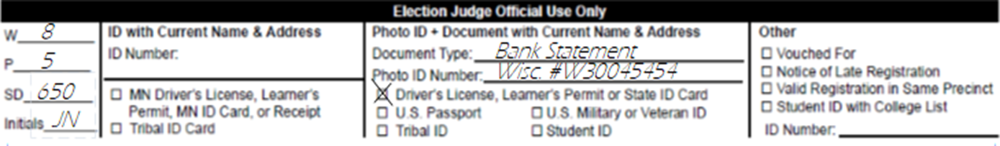 Election Judge Official Use Only
W 8
P 5
SD 650
Initials JN
ID with Current Name & Address
ID Number:
☐ MN Driver's License, Learner's
Permit, MN ID Card, or Receipt
☐ Tribal ID Card
Photo ID + Document with Current Name & Address
Document Type: Bank Statement
Photo ID Number: Wisc. #W30045454
☒ Driver's License, Learner's Permit or State ID Card
☐ U.S. Passport ☐ U.S. Military or Veteran ID
☐ Tribal ID ☐ Student ID
Other
☐ Vouched For
☐ Notice of Late Registration
☐ Valid Registration in Same Precinct
☐ Student ID with College List
ID Number: